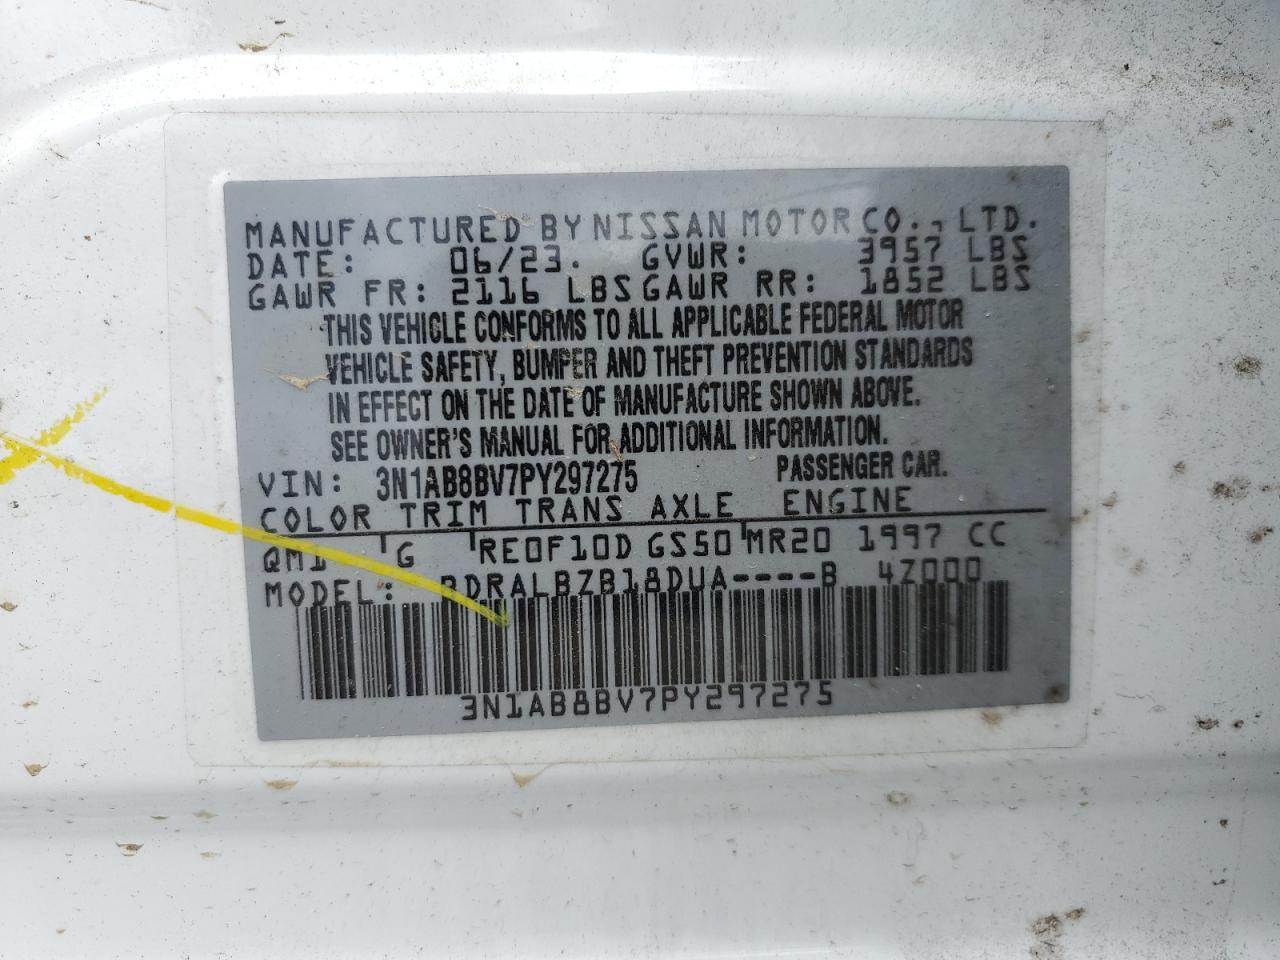 MANUFACTURED BY NISSAN MOTOR CO., LTD.
DATE: 06/23. GVWR: 3957 LBS
GAWR FR: 2116 LBS GAWR RR: 1852 LBS
THIS VEHICLE CONFORMS TO ALL APPLICABLE FEDERAL MOTOR
VEHICLE SAFETY, BUMPER AND THEFT PREVENTION STANDARDS
IN EFFECT ON THE DATE OF MANUFACTURE SHOWN ABOVE.
SEE OWNER'S MANUAL FOR ADDITIONAL INFORMATION.
VIN: 3N1AB8BV7PY297275 PASSENGER CAR.
COLOR TRIM TRANS AXLE ENGINE
QM1 G RE0F10D GS50 MR20 1997 CC
MODEL: BDRALBZB18DUA----B 4Z000
3N1AB8BV7PY297275